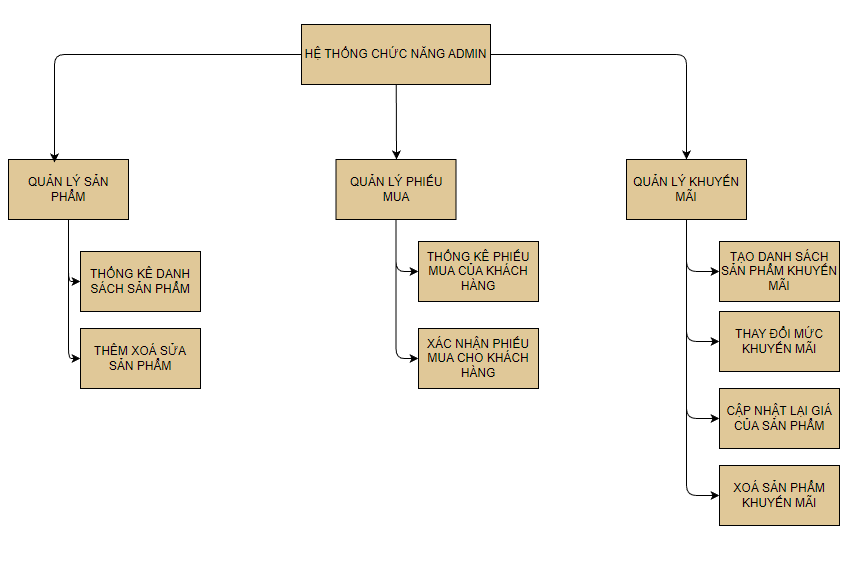 HỆ THỐNG CHỨC NĂNG ADMIN
QUẢN LÝ SẢN
PHẨM
QUẢN LÝ PHIẾU
MUA
QUẢN LÝ KHUYẾN
MÃI
THỐNG KÊ DANH
SÁCH SẢN PHẨM
THÊM XOÁ SỬA
SẢN PHẨM
THỐNG KÊ PHIẾU
MUA CỦA KHÁCH
HÀNG
XÁC NHẬN PHIẾU
MUA CHO KHÁCH
HÀNG
TẠO DANH SÁCH
SẢN PHẨM KHUYẾN
MÃI
THAY ĐỔI MỨC
KHUYẾN MÃI
CẬP NHẬT LẠI GIÁ
CỦA SẢN PHẨM
XOÁ SẢN PHẨM
KHUYẾN MÃI